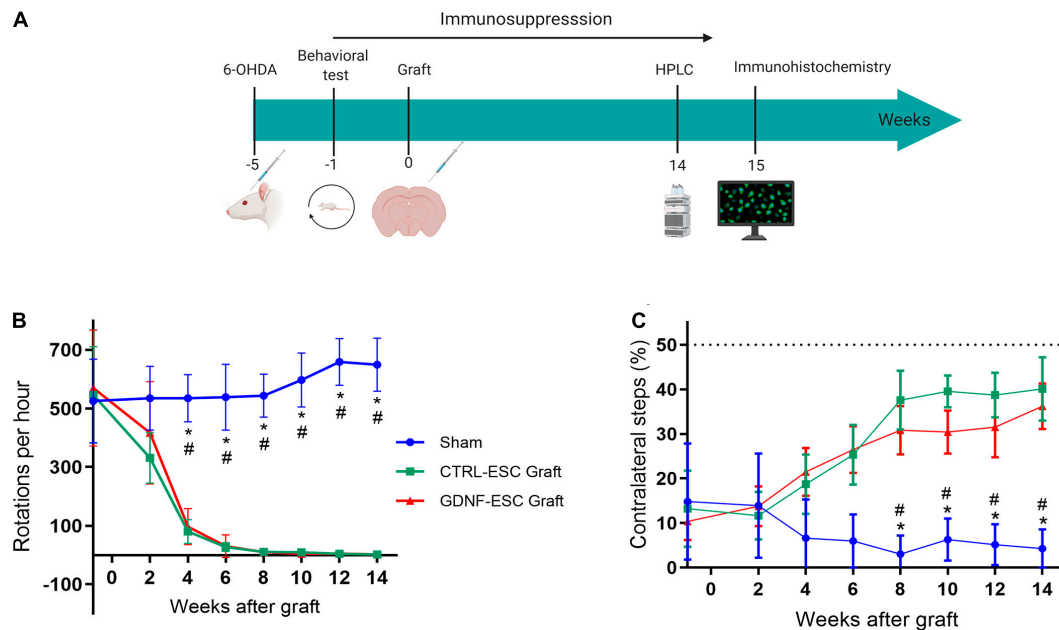 A
Immunosuppresssion
6-OHDA
Behavioral
test
Graft
HPLC
Immunohistochemistry
Weeks
-5
-1
0
14
15
B
700
500
300
100
-100
Rotations per hour
* # * # * # * # * # * #
0 2 4 6 8 10 12 14
Weeks after graft
Sham
CTRL-ESC Graft
GDNF-ESC Graft
C
50
40
30
20
10
0
Contralateral steps (%)
# * # * # * # *
0 2 4 6 8 10 12 14
Weeks after graft